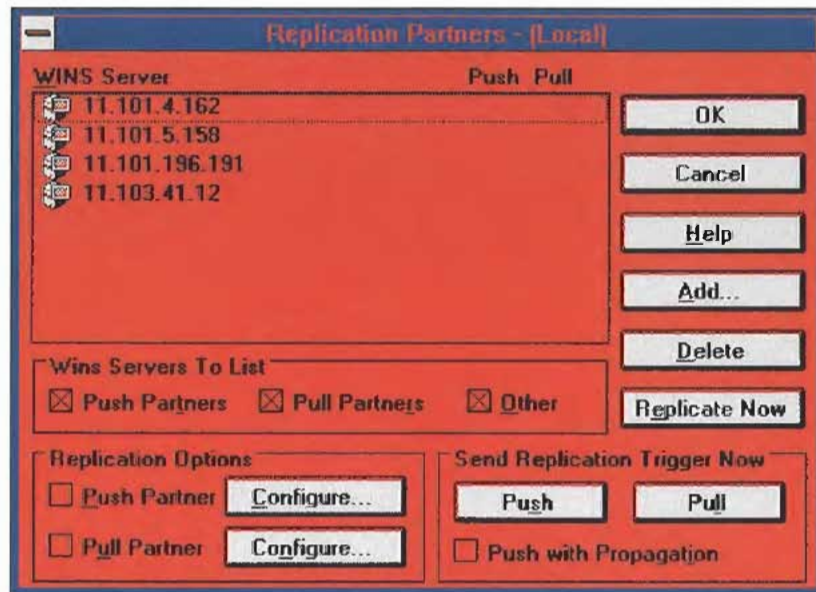 Replication Partners - (Local)
WINS Server Push Pull
11.101.4.162
11.101.5.158
11.101.196.191
11.103.41.12
OK
Cancel
Help
Add...
Delete
Replicate Now
Wins Servers To List
Push Partners Pull Partners Other
Replication Options
Push Partner Configure...
Pull Partner Configure...
Send Replication Trigger Now
Push Pull
Push with Propagation